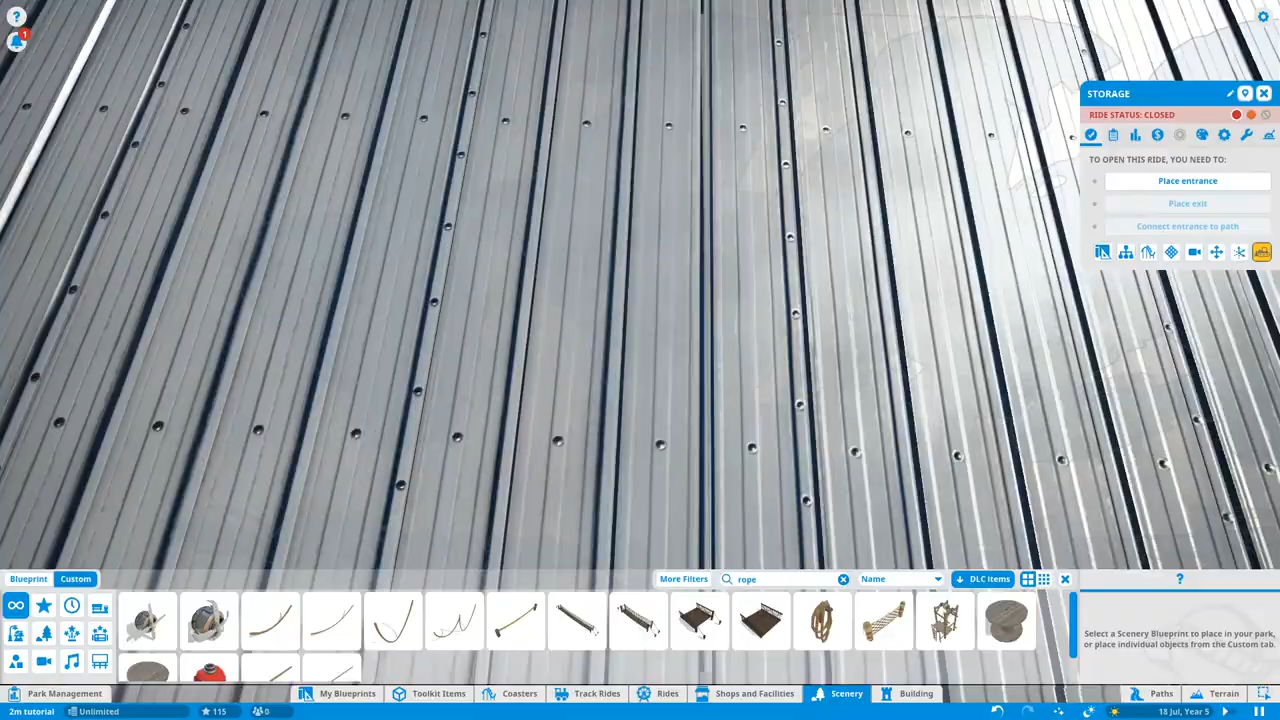 ?
1
STORAGE
RIDE STATUS: CLOSED
TO OPEN THIS RIDE, YOU NEED TO:
Place entrance
Place exit
Connect entrance to path
Blueprint Custom More Filters rope Name DLC Items ?
Select a Scenery Blueprint to place in your park,
or place individual objects from the Custom tab.
Park Management My Blueprints Toolkit Items Coasters Track Rides Rides Shops and Facilities Scenery Building Paths Terrain
2m tutorial Unlimited 115 0 18 Jul, Year 5